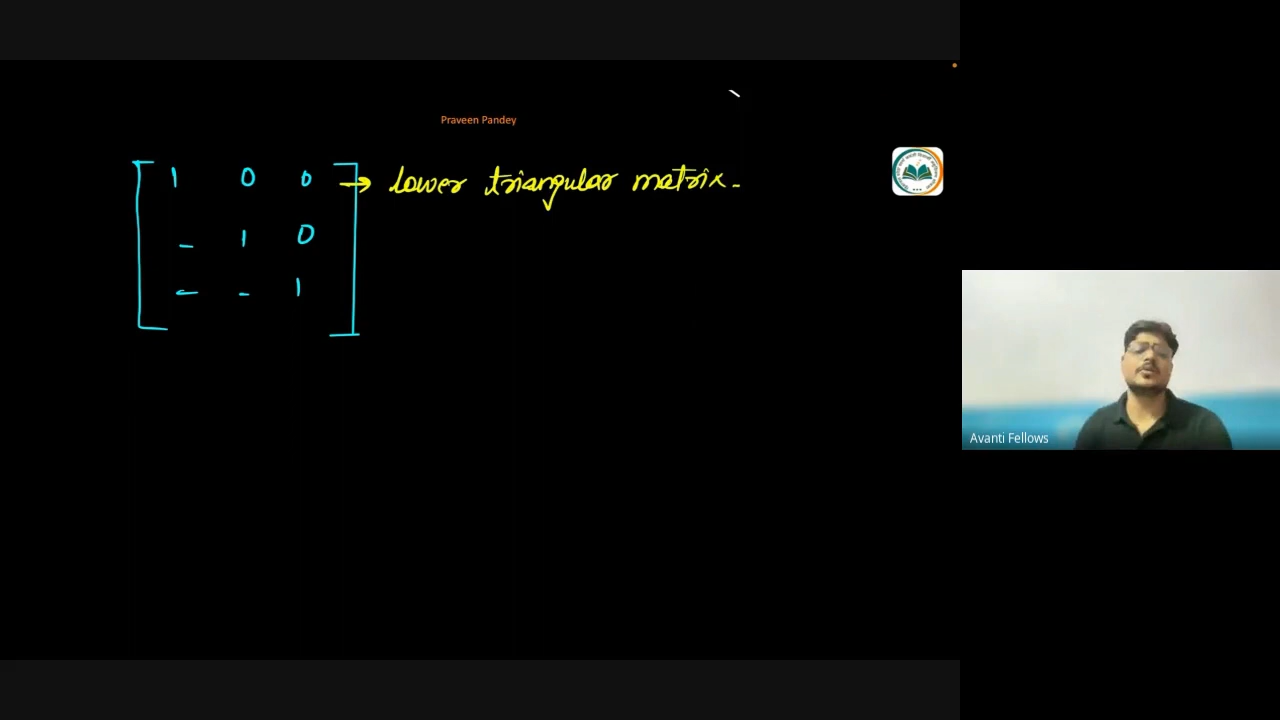 Praveen Pandey
1 0 0 → Lower triangular matrix.
- 1 0
- - 1
Avanti Fellows